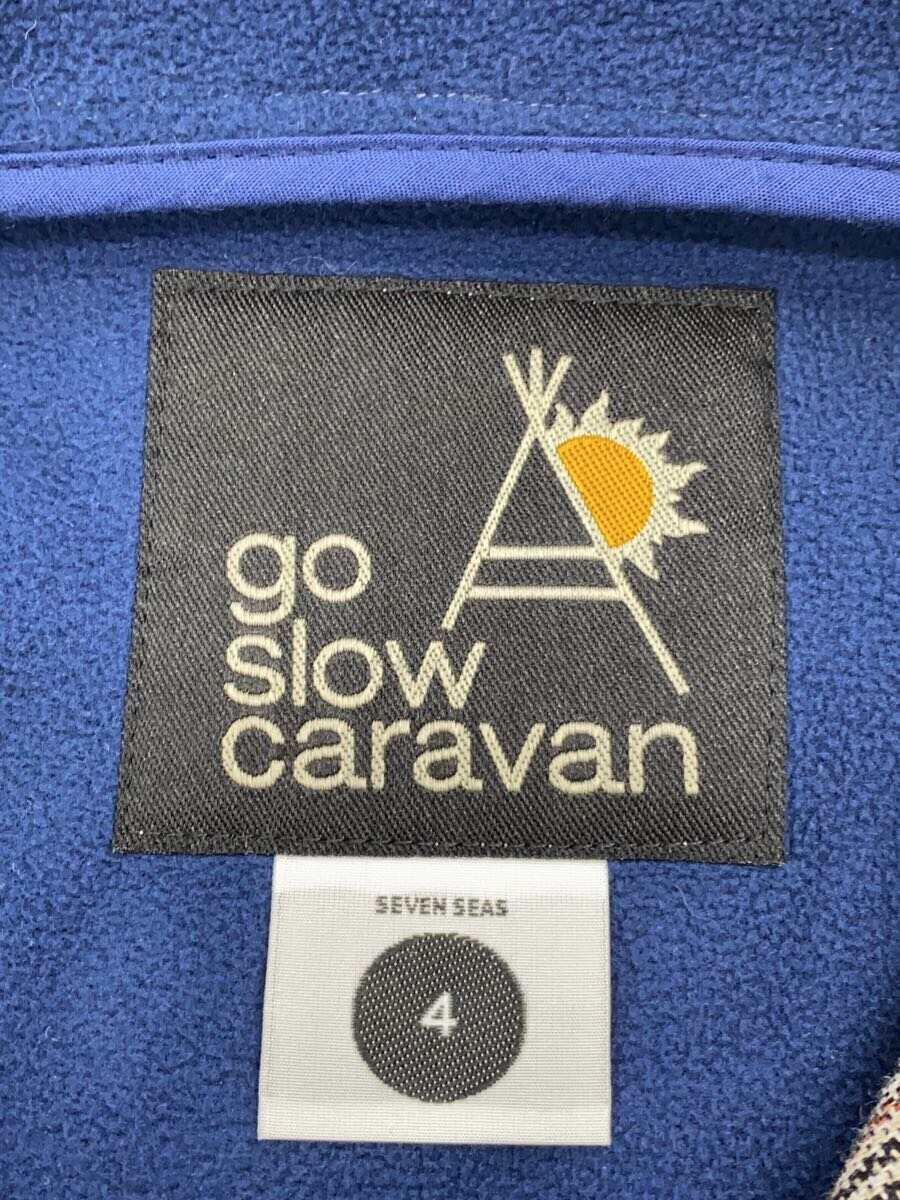 go
slow
caravan
SEVEN SEAS
4